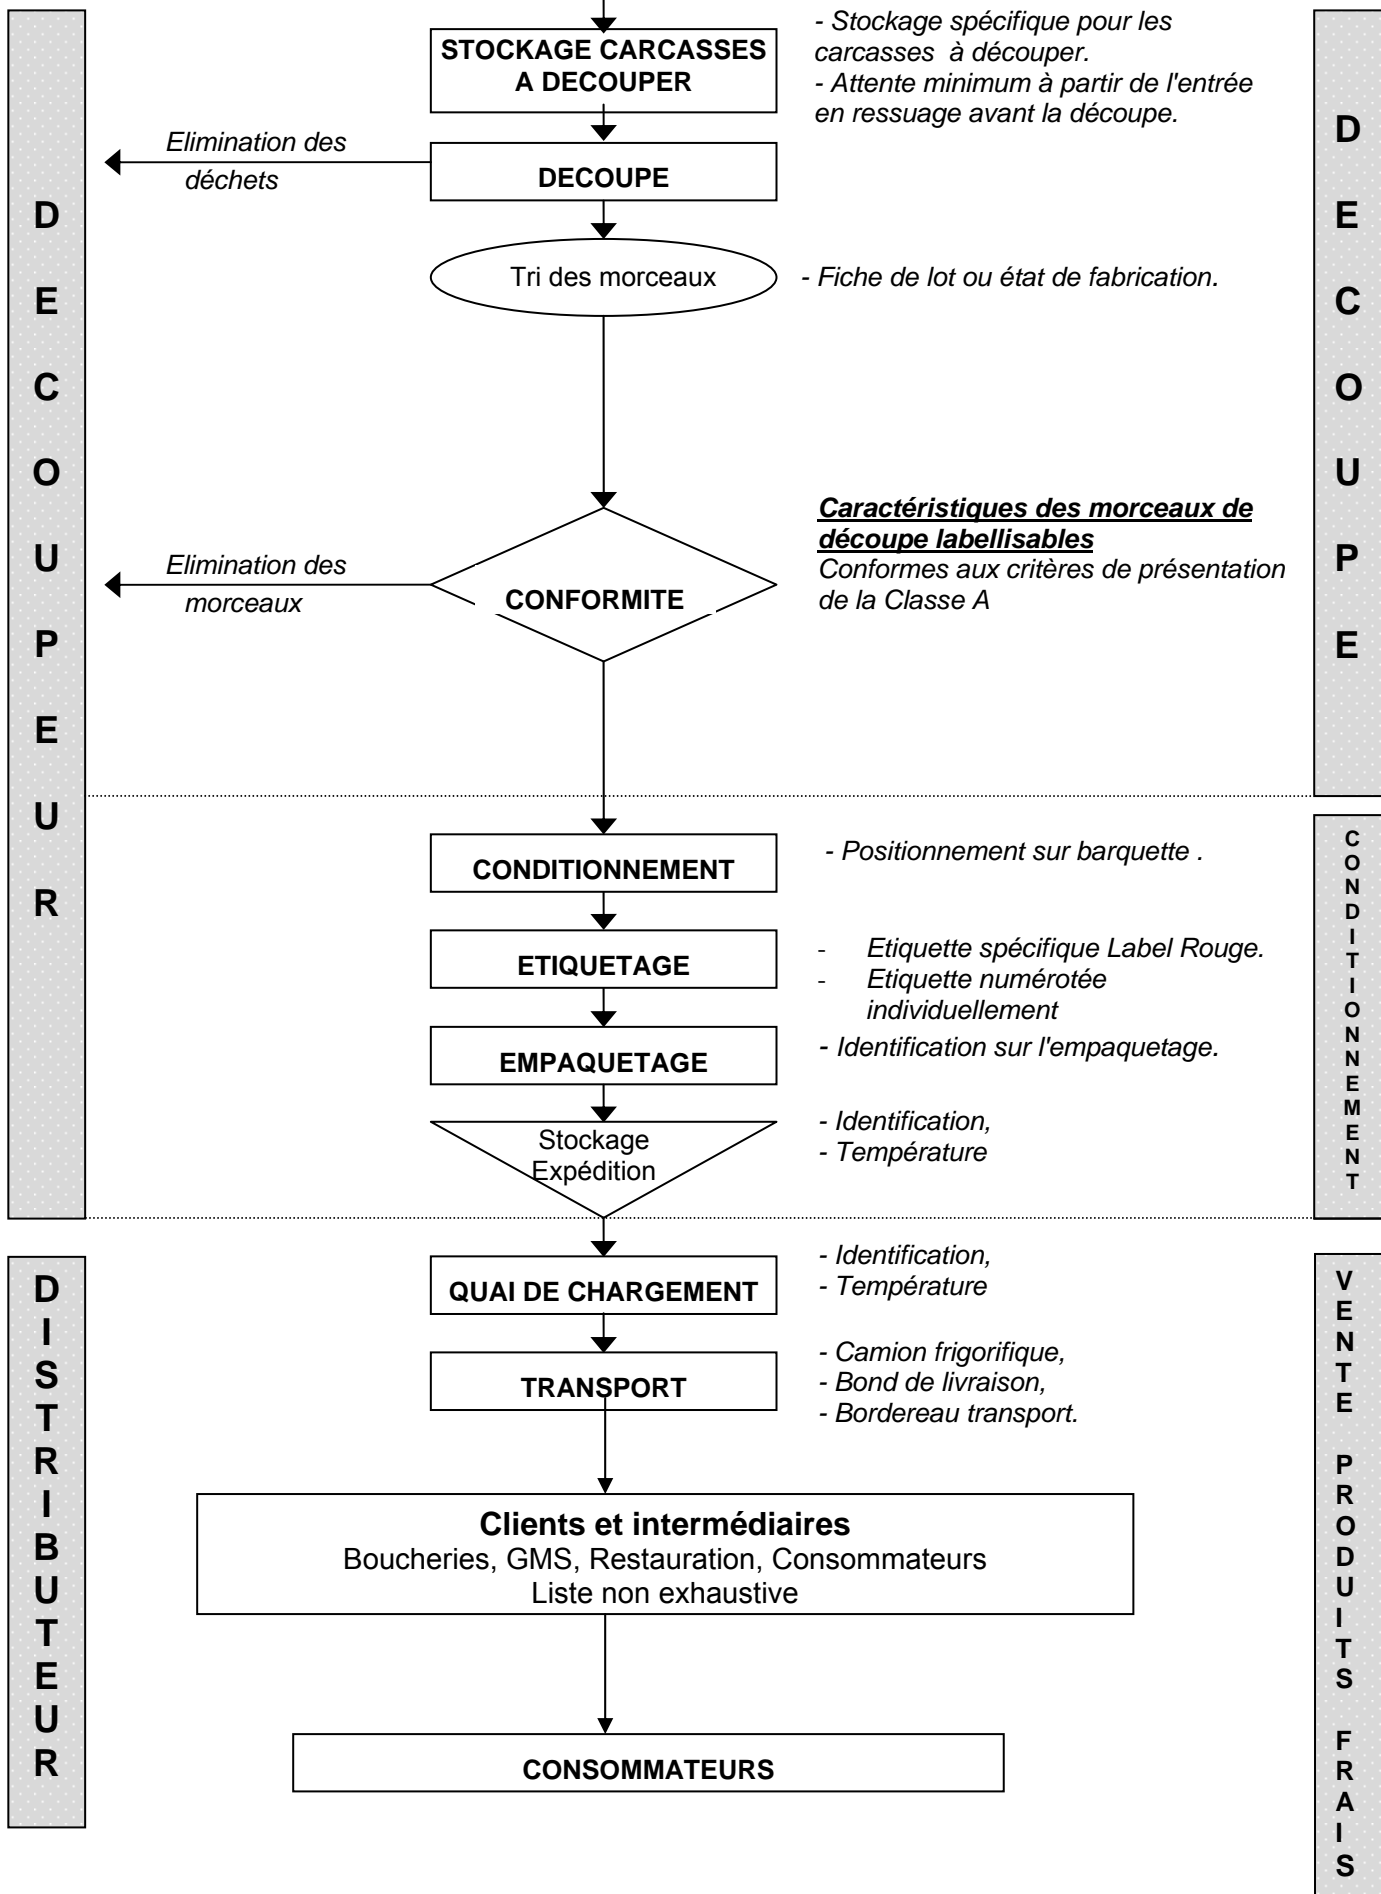 - Stockage spécifique pour les
carcasses à découper.
- Attente minimum à partir de l'entrée
en ressuage avant la découpe.
STOCKAGE CARCASSES
A DECOUPER
Elimination des
déchets
DECOUPE
Tri des morceaux
- Fiche de lot ou état de fabrication.
Caractéristiques des morceaux de
découpe labellisables
Conformes aux critères de présentation
de la Classe A
Elimination des
morceaux
CONFORMITE
DECOUPEUR
DECOUPE
CONDITIONNEMENT
- Positionnement sur barquette .
ETIQUETAGE
- Etiquette spécifique Label Rouge.
- Etiquette numérotée
individuellement
EMPAQUETAGE
- Identification sur l'empaquetage.
Stockage
Expédition
- Identification,
- Température
CONDITIONNEMENT
QUAI DE CHARGEMENT
- Identification,
- Température
TRANSPORT
- Camion frigorifique,
- Bond de livraison,
- Bordereau transport.
Clients et intermédiaires
Boucheries, GMS, Restauration, Consommateurs
Liste non exhaustive
CONSOMMATEURS
DISTRIBUTEUR
VENTE PRODUITS FRAIS